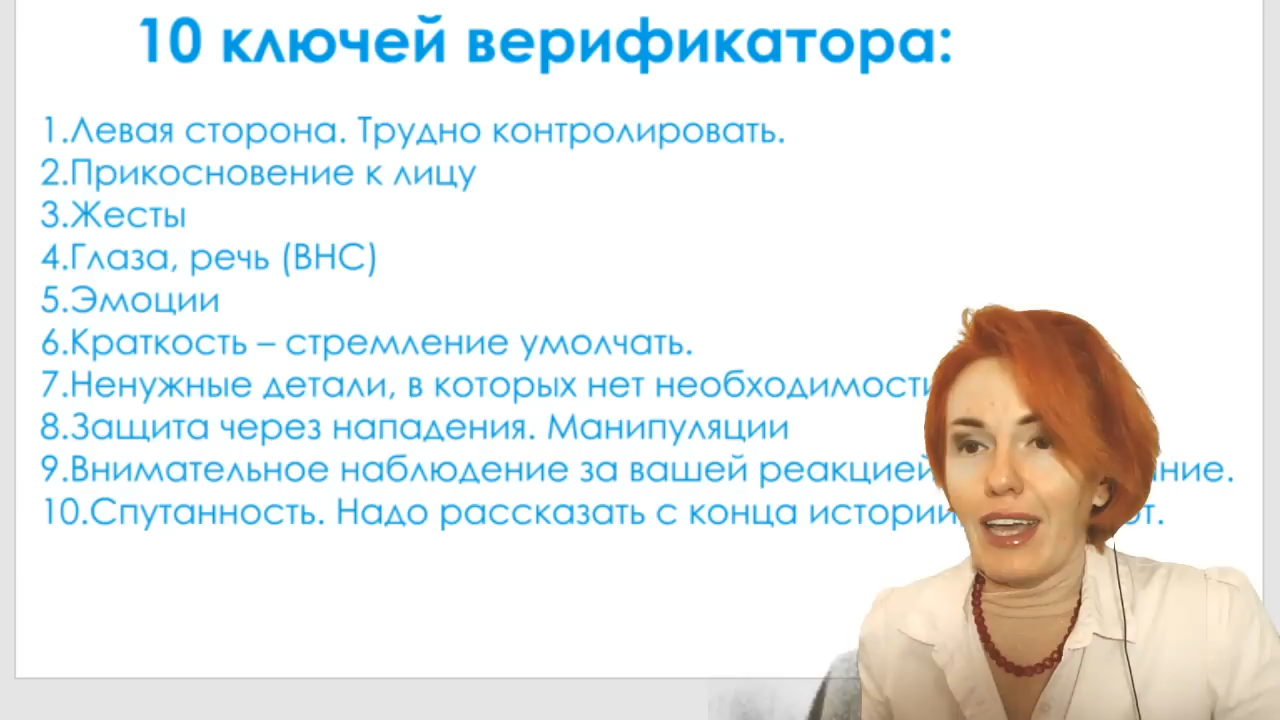 10 ключей верификатора:
1.Левая сторона. Трудно контролировать.
2.Прикосновение к лицу
3.Жесты
4.Глаза, речь (ВНС)
5.Эмоции
6.Краткость – стремление умолчать.
7.Ненужные детали, в которых нет необходимости
8.Защита через нападения. Манипуляции
9.Внимательное наблюдение за вашей реакцией
10.Спутанность. Надо рассказать с конца истории